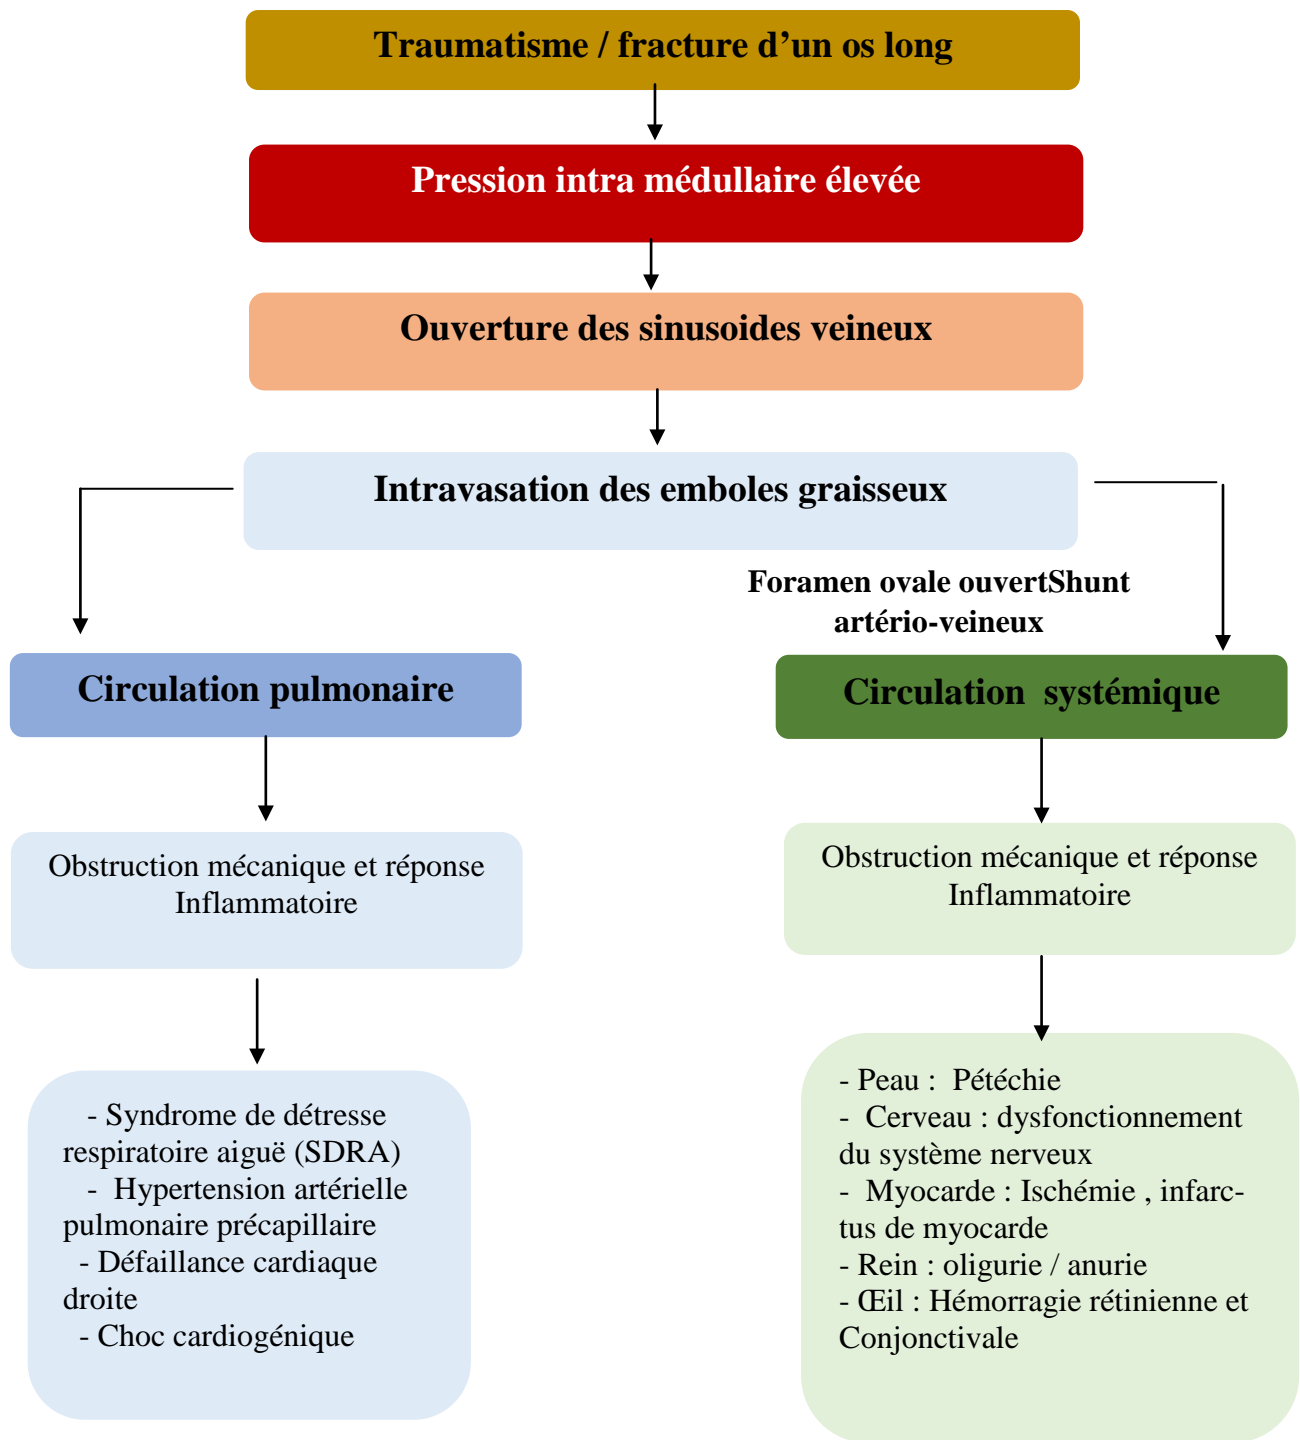 Traumatisme / fracture d’un os long
Pression intra médullaire élevée
Ouverture des sinusoides veineux
Intravasation des emboles graisseux
Foramen ovale ouvertShunt
artério-veineux
Circulation pulmonaire
Circulation systémique
Obstruction mécanique et réponse
Inflammatoire
Obstruction mécanique et réponse
Inflammatoire
- Syndrome de détresse
respiratoire aiguë (SDRA)
- Hypertension artérielle
pulmonaire précapillaire
- Défaillance cardiaque
droite
- Choc cardiogénique
- Peau : Pétéchie
- Cerveau : dysfonctionnement
du système nerveux
- Myocarde : Ischémie , infarc-
tus de myocarde
- Rein : oligurie / anurie
- Œil : Hémorragie rétinienne et
Conjonctivale